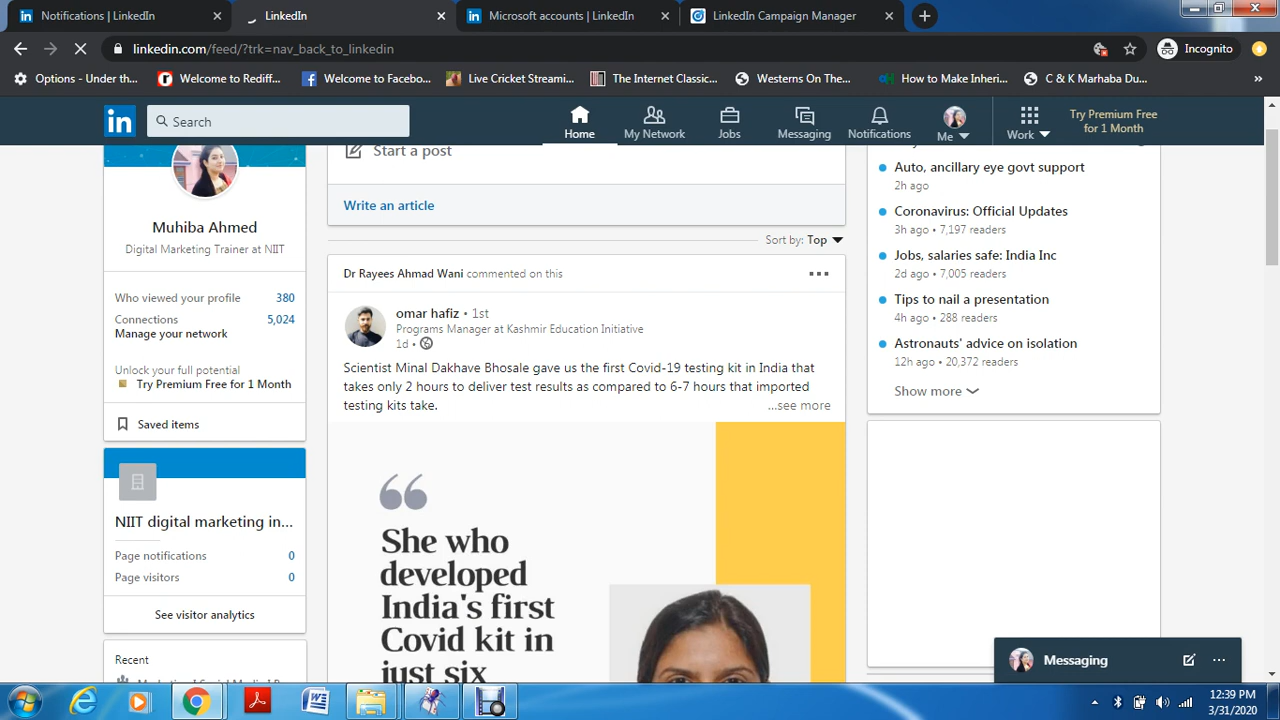 Notifications | LinkedIn
LinkedIn
Microsoft accounts | LinkedIn
LinkedIn Campaign Manager
linkedin.com/feed/?trk=nav_back_to_linkedin
Incognito
Options - Under th...
Welcome to Rediff...
Welcome to Facebo...
Live Cricket Streami...
The Internet Classic...
Westerns On The...
How to Make Inheri...
C & K Marhaba Du...
in
Search
Home
My Network
Jobs
Messaging
Notifications
Me
Work
Try Premium Free
for 1 Month
Muhiba Ahmed
Digital Marketing Trainer at NIIT
Who viewed your profile 380
Connections 5,024
Manage your network
Unlock your full potential
Try Premium Free for 1 Month
Saved items
NIIT digital marketing in...
Page notifications 0
Page visitors 0
See visitor analytics
Recent
Start a post
Write an article
Sort by: Top
Dr Rayees Ahmad Wani commented on this
omar hafiz • 1st
Programs Manager at Kashmir Education Initiative
1d •
Scientist Minal Dakhave Bhosale gave us the first Covid-19 testing kit in India that
takes only 2 hours to deliver test results as compared to 6-7 hours that imported
testing kits take.
...see more
She who
developed
India's first
Covid kit in
just six
Auto, ancillary eye govt support
2h ago
Coronavirus: Official Updates
3h ago • 7,197 readers
Jobs, salaries safe: India Inc
2d ago • 7,005 readers
Tips to nail a presentation
4h ago • 288 readers
Astronauts' advice on isolation
12h ago • 20,372 readers
Show more
Messaging
12:39 PM
3/31/2020